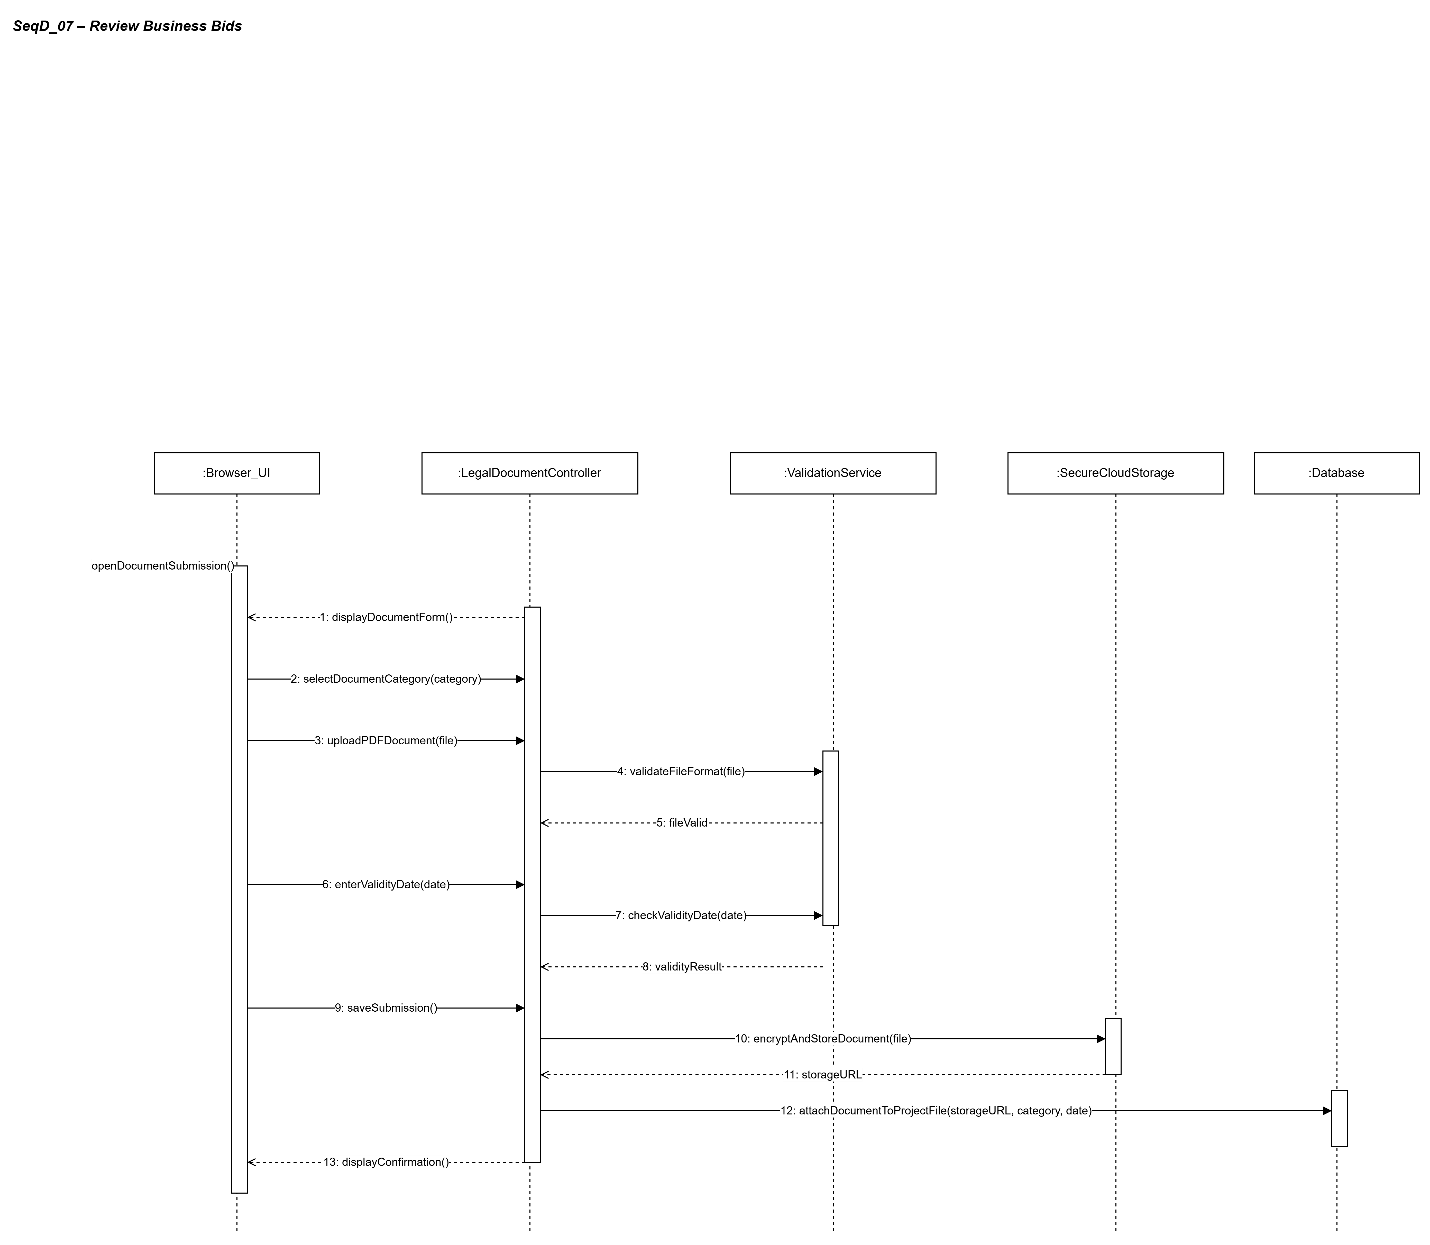 SeqD_07 – Review Business Bids
:Browser_UI
:LegalDocumentController
:ValidationService
:SecureCloudStorage
:Database
openDocumentSubmission()
1: displayDocumentForm()
2: selectDocumentCategory(category)
3: uploadPDFDocument(file)
4: validateFileFormat(file)
5: fileValid
6: enterValidityDate(date)
7: checkValidityDate(date)
8: validityResult
9: saveSubmission()
10: encryptAndStoreDocument(file)
11: storageURL
12: attachDocumentToProjectFile(storageURL, category, date)
13: displayConfirmation()